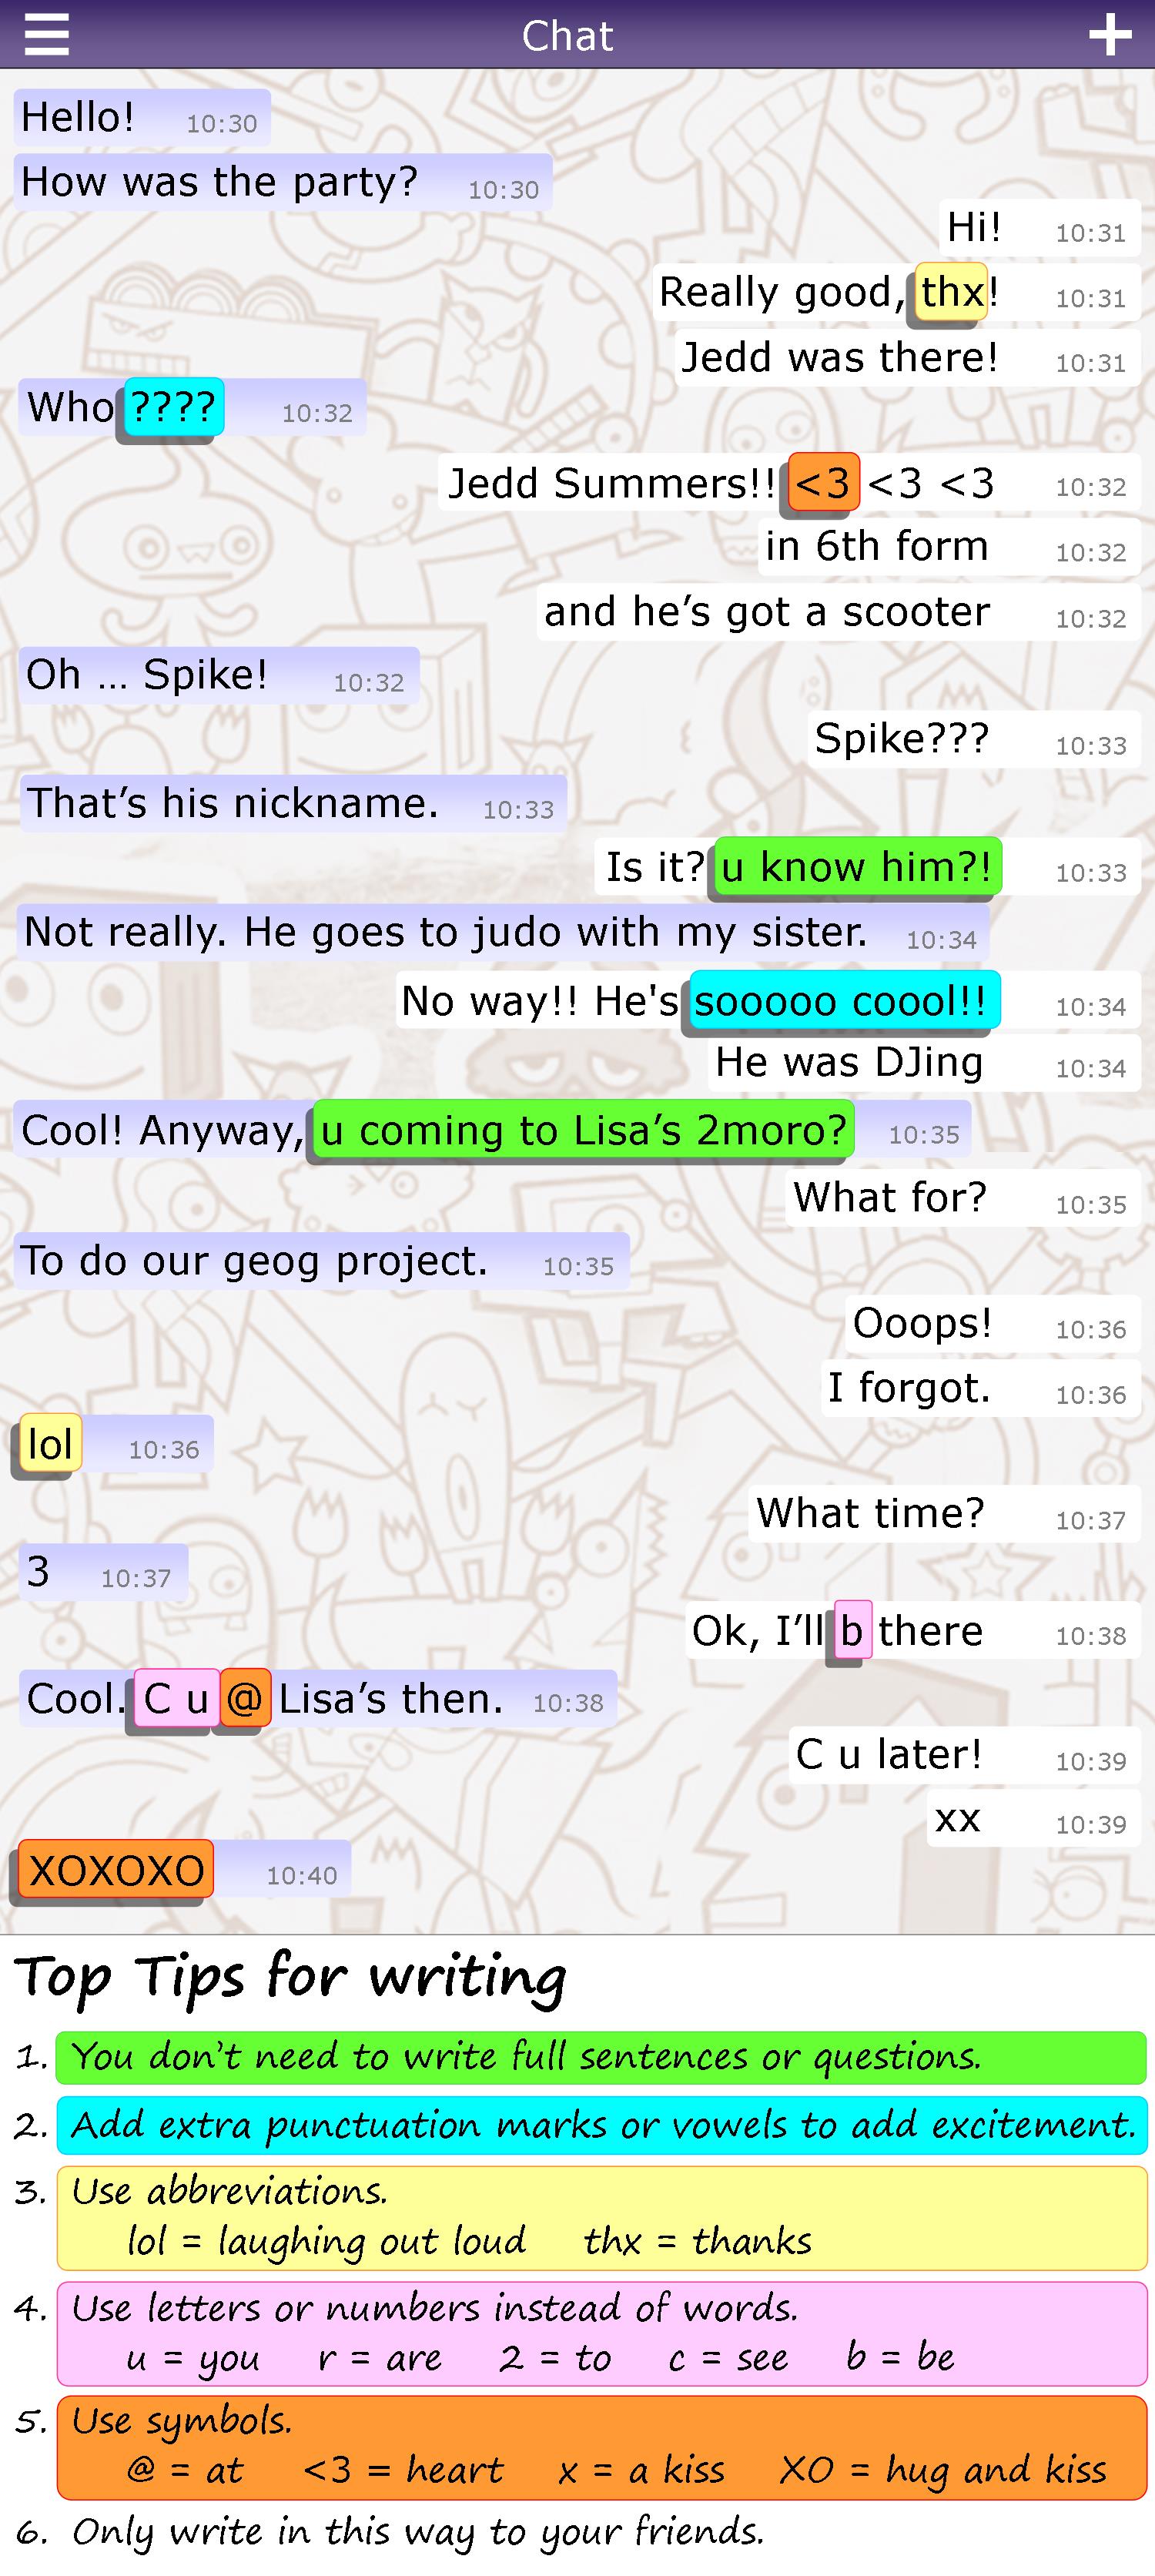 Chat
Hello! 10:30
How was the party? 10:30
Hi! 10:31
Really good, thx! 10:31
Jedd was there! 10:31
Who ???? 10:32
Jedd Summers!! <3 <3 <3 10:32
in 6th form 10:32
and he’s got a scooter 10:32
Oh ... Spike! 10:32
Spike??? 10:33
That’s his nickname. 10:33
Is it? u know him?! 10:33
Not really. He goes to judo with my sister. 10:34
No way!! He's sooooo coool!! 10:34
He was DJing 10:34
Cool! Anyway, u coming to Lisa’s 2moro? 10:35
What for? 10:35
To do our geog project. 10:35
Ooops! 10:36
I forgot. 10:36
lol 10:36
What time? 10:37
3 10:37
Ok, I’ll b there 10:38
Cool. C u @ Lisa’s then. 10:38
C u later! 10:39
xx 10:39
XOXOXO 10:40
Top Tips for writing
1. You don’t need to write full sentences or questions.
2. Add extra punctuation marks or vowels to add excitement.
3. Use abbreviations.
lol = laughing out loud thx = thanks
4. Use letters or numbers instead of words.
u = you r = are 2 = to c = see b = be
5. Use symbols.
@ = at <3 = heart x = a kiss XO = hug and kiss
6. Only write in this way to your friends.